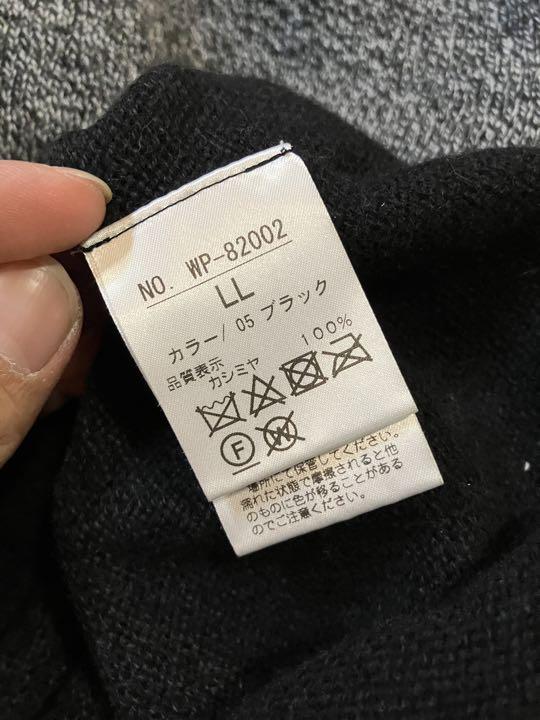 NO. WP-82002
LL
カラー/ 05 ブラック
品質表示
カシミヤ 100%
F
W
場所にて保管してください。
濡れた状態で摩擦されると他
のものに色が移ることがある
のでご注意ください。